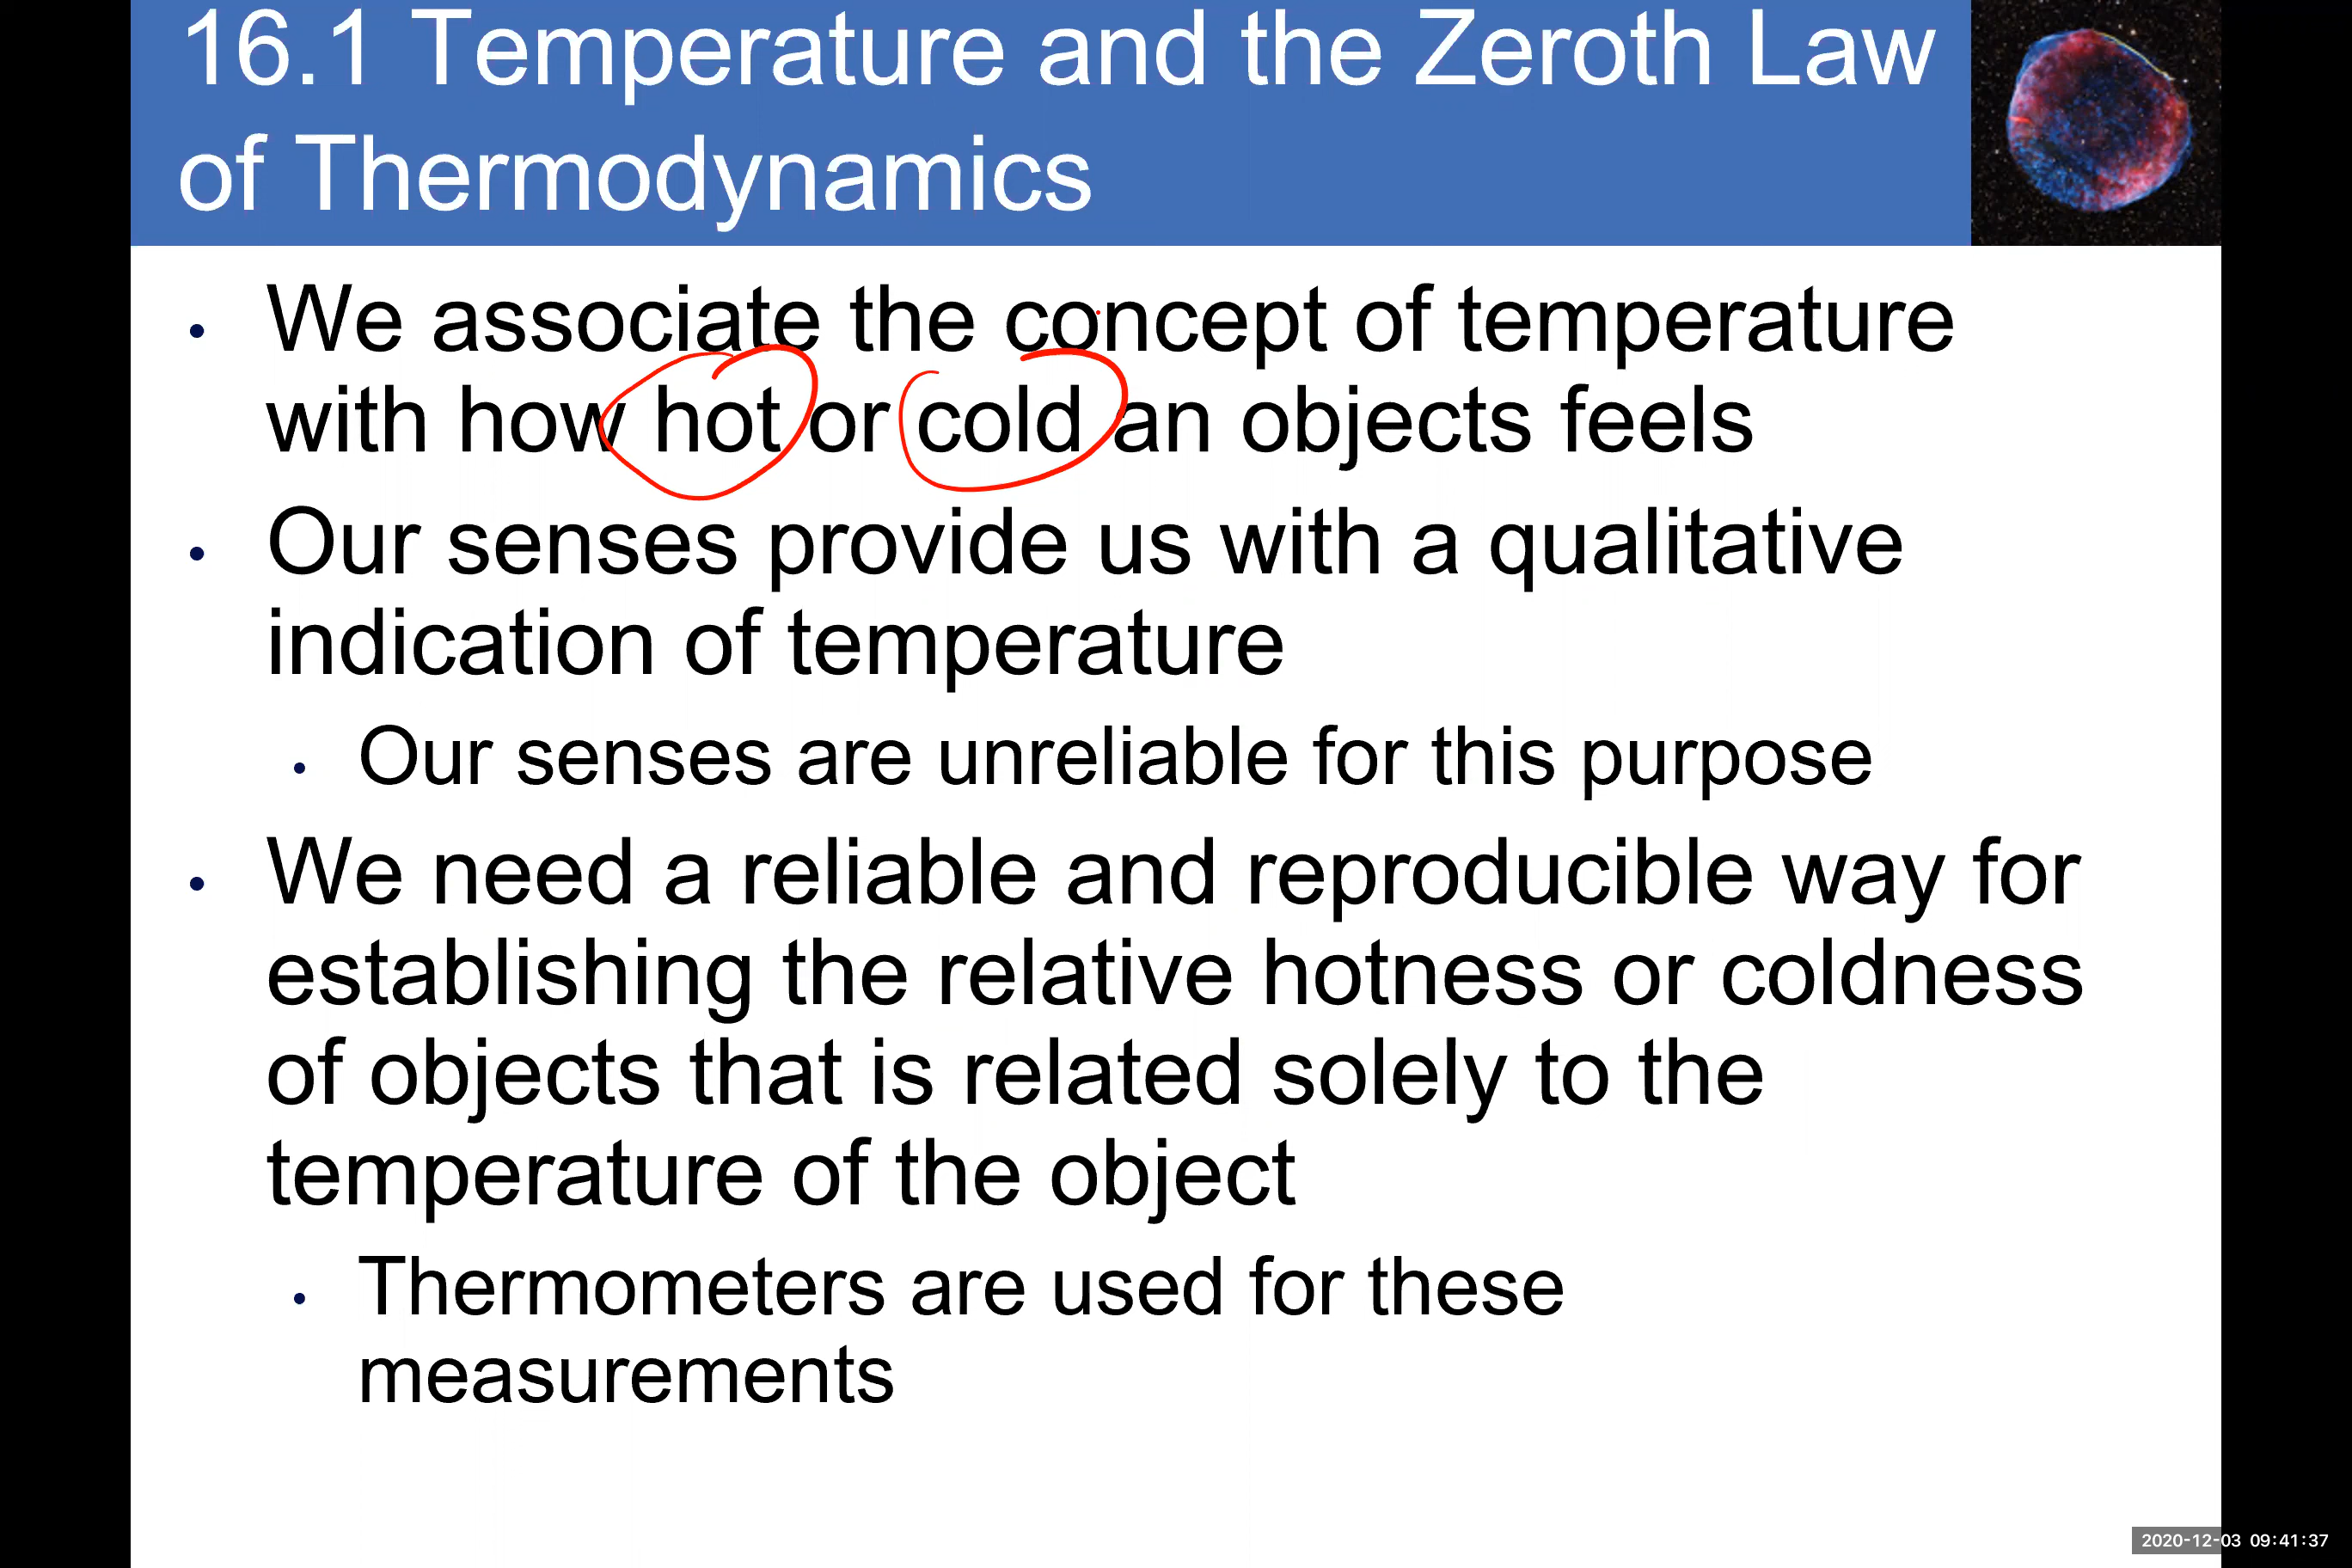 16.1 Temperature and the Zeroth Law
of Thermodynamics
• We associate the concept of temperature
with how hot or cold an objects feels
• Our senses provide us with a qualitative
indication of temperature
• Our senses are unreliable for this purpose
• We need a reliable and reproducible way for
establishing the relative hotness or coldness
of objects that is related solely to the
temperature of the object
• Thermometers are used for these
measurements
2020-12-03 09:41:37